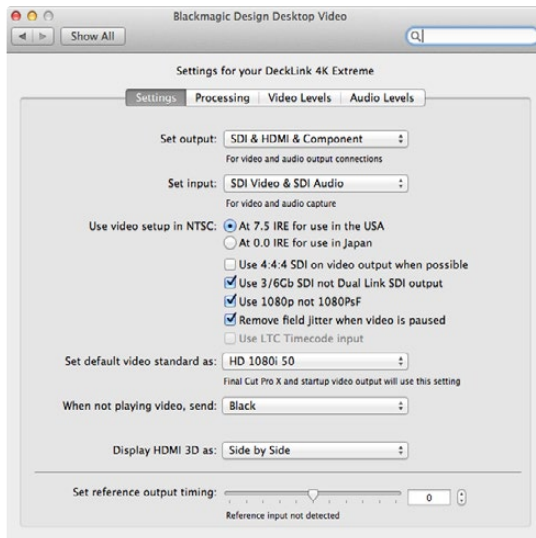 Blackmagic Design Desktop Video
Show All
Settings for your DeckLink 4K Extreme
Settings Processing Video Levels Audio Levels
Set output: SDI & HDMI & Component
For video and audio output connections
Set input: SDI Video & SDI Audio
For video and audio capture
Use video setup in NTSC: At 7.5 IRE for use in the USA
At 0.0 IRE for use in Japan
Use 4:4:4 SDI on video output when possible
Use 3/6Gb SDI not Dual Link SDI output
Use 1080p not 1080PsF
Remove field jitter when video is paused
Use LTC Timecode input
Set default video standard as: HD 1080i 50
Final Cut Pro X and startup video output will use this setting
When not playing video, send: Black
Display HDMI 3D as: Side by Side
Set reference output timing: 0
Reference input not detected